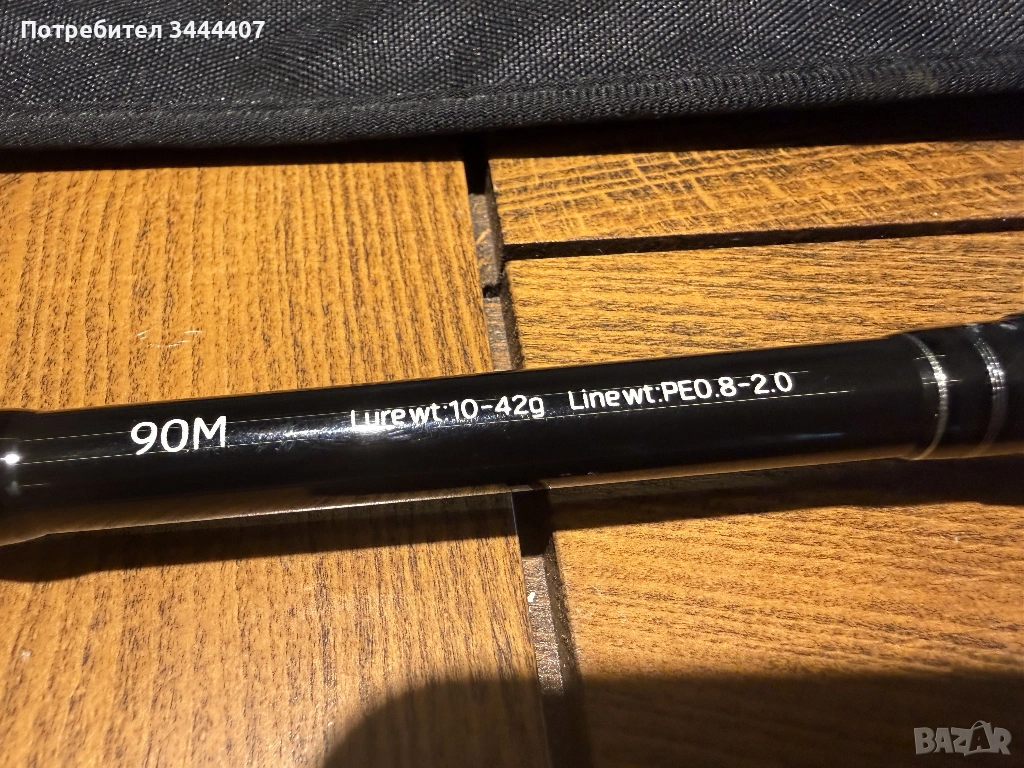 Потребител 3444407
90M Lure wt:10-42g Line wt:PE0.8-2.0
BAZAR